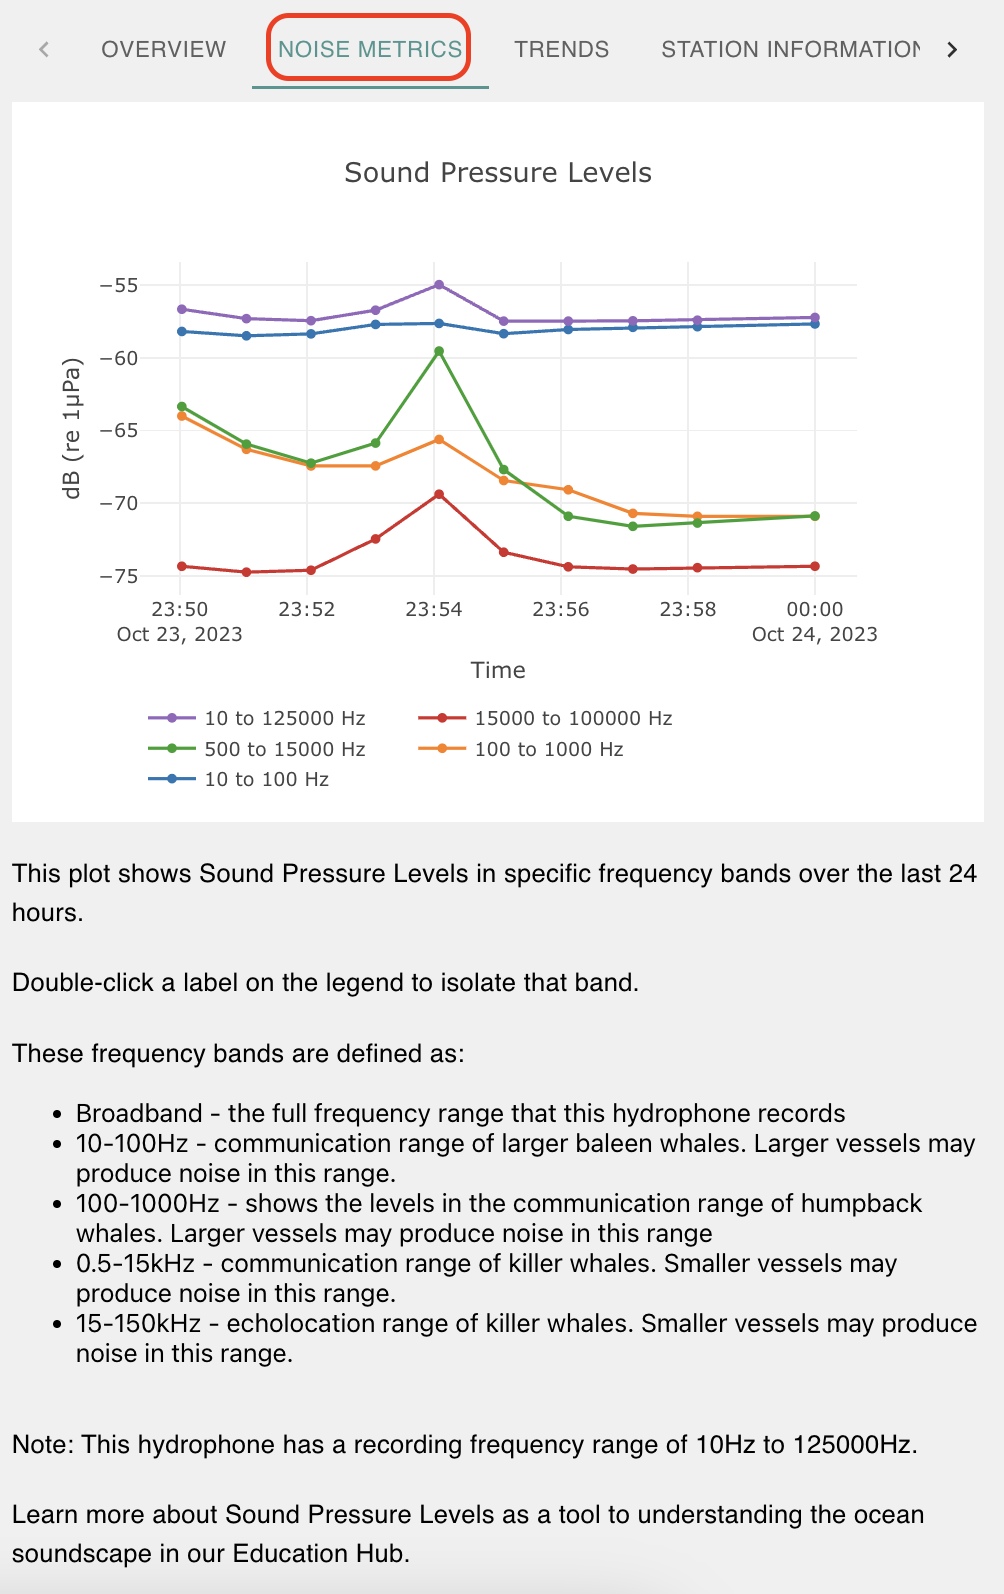 OVERVIEW NOISE METRICS TRENDS STATION INFORMATION
Sound Pressure Levels
−55
−60
−65
−70
−75
dB (re 1μPa)
23:50 23:52 23:54 23:56 23:58 00:00
Oct 23, 2023 Oct 24, 2023
Time
10 to 125000 Hz 15000 to 100000 Hz
500 to 15000 Hz 100 to 1000 Hz
10 to 100 Hz
This plot shows Sound Pressure Levels in specific frequency bands over the last 24
hours.
Double-click a label on the legend to isolate that band.
These frequency bands are defined as:
• Broadband - the full frequency range that this hydrophone records
• 10-100Hz - communication range of larger baleen whales. Larger vessels may
produce noise in this range.
• 100-1000Hz - shows the levels in the communication range of humpback
whales. Larger vessels may produce noise in this range
• 0.5-15kHz - communication range of killer whales. Smaller vessels may
produce noise in this range.
• 15-150kHz - echolocation range of killer whales. Smaller vessels may produce
noise in this range.
Note: This hydrophone has a recording frequency range of 10Hz to 125000Hz.
Learn more about Sound Pressure Levels as a tool to understanding the ocean
soundscape in our Education Hub.